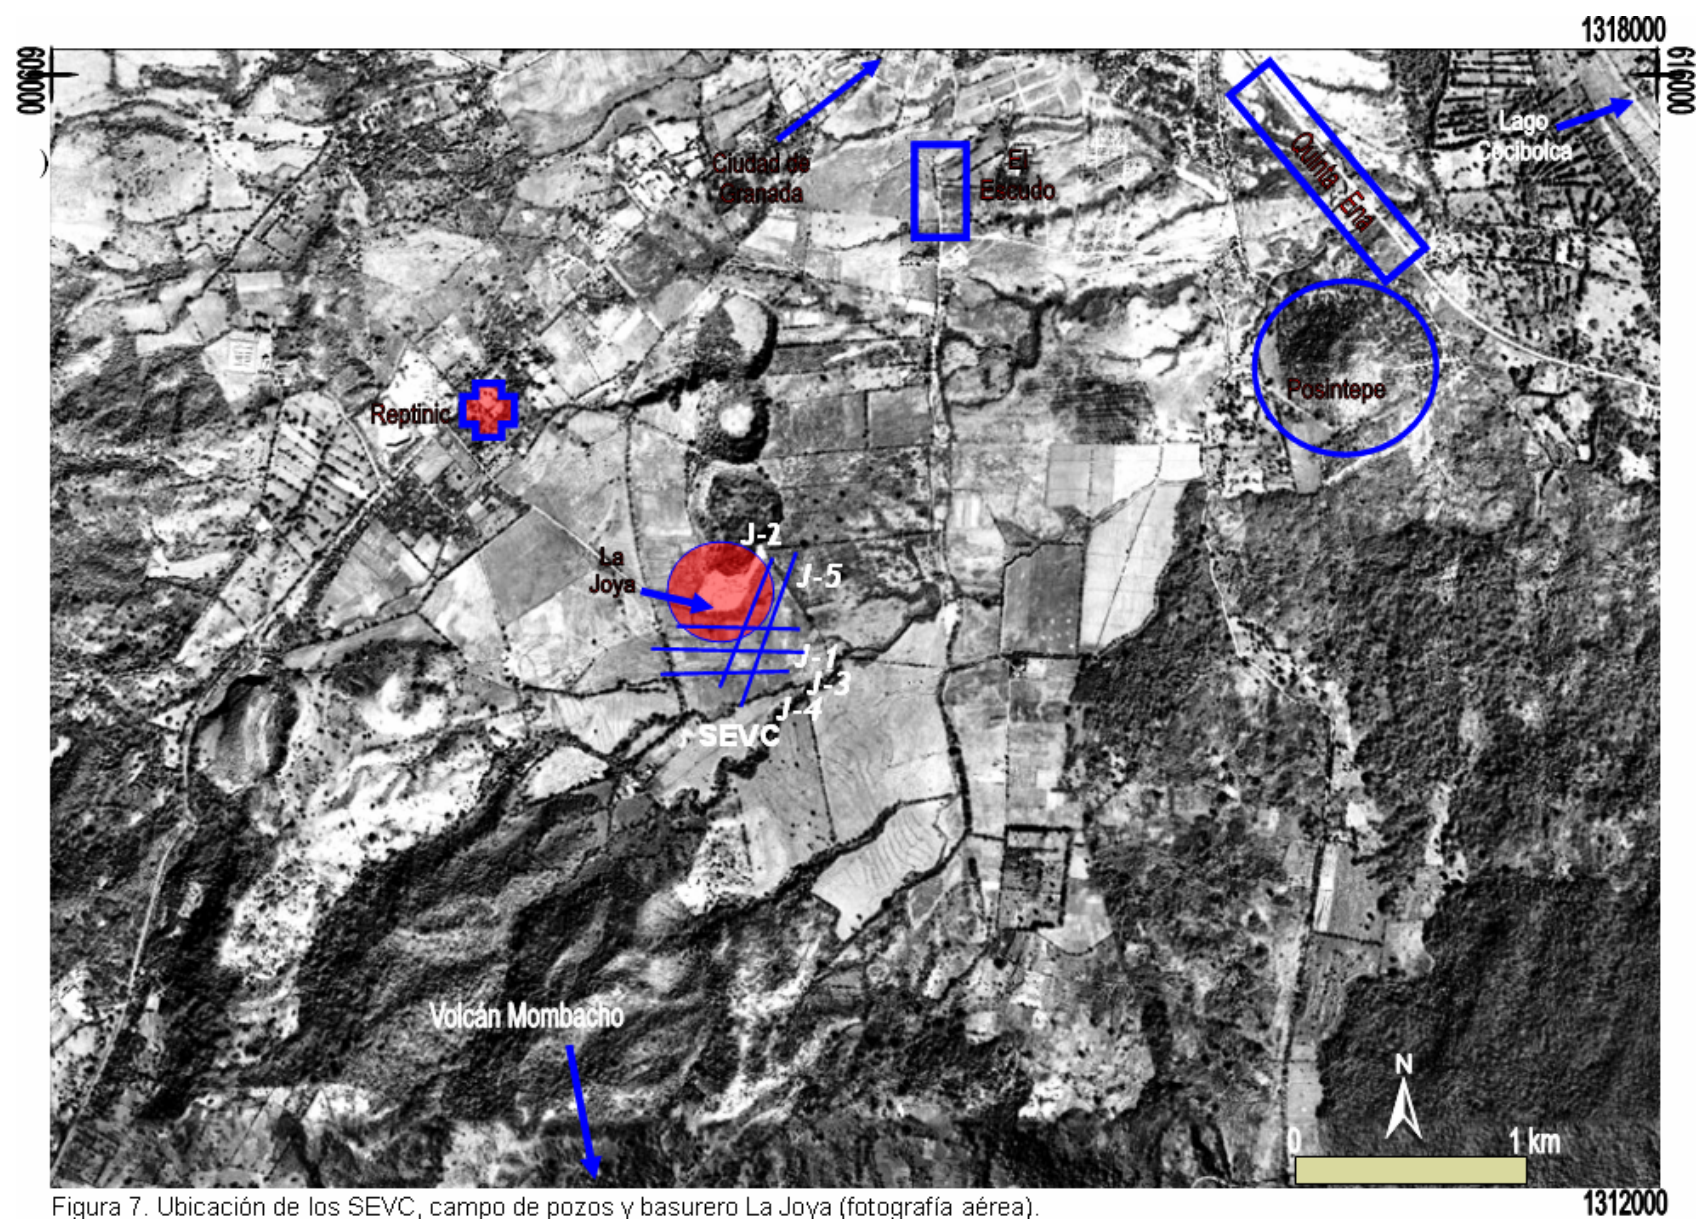 1318000
609000
619000
)
Ciudad de
Granada
El
Escudo
Quinta Ena
Lago
Cocibolca
Reptinic
Posintepe
La
Joya
J-2
J-5
J-1
J-3
J-4
SEVC
Volcán Mombacho
N
0
1 km
1312000
Figura 7. Ubicación de los SEVC, campo de pozos y basurero La Joya (fotografía aérea).